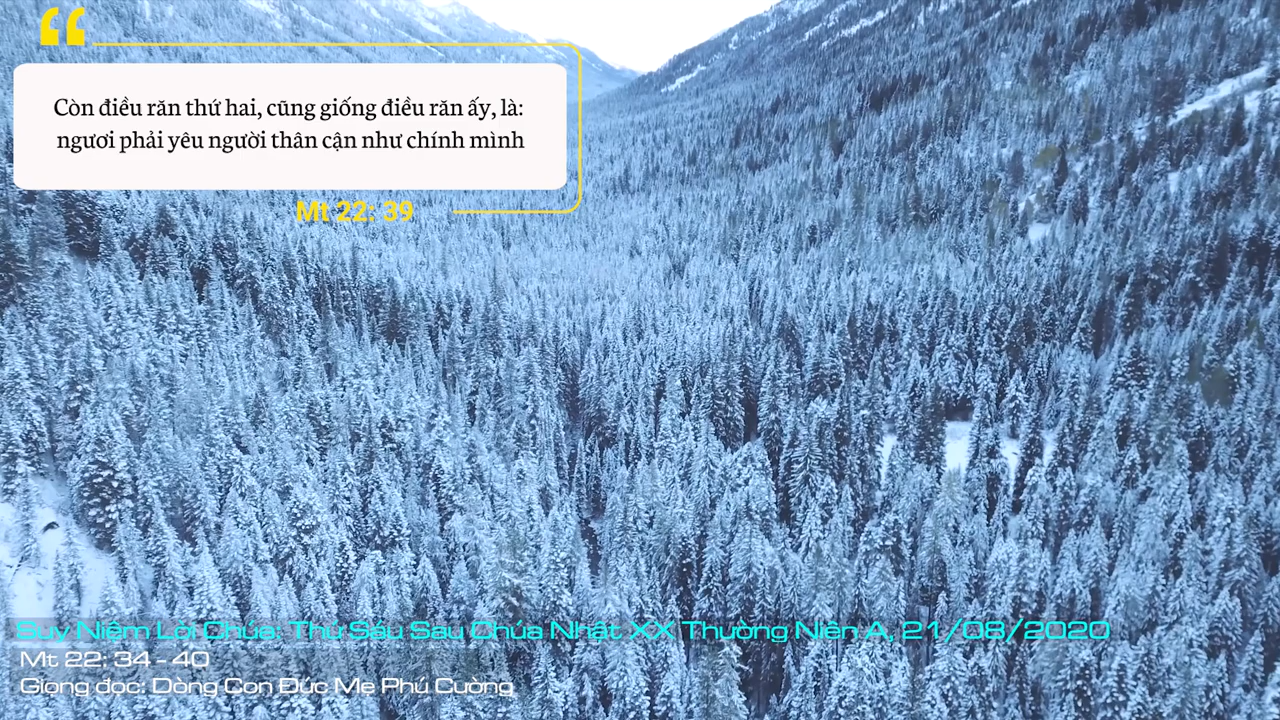 Còn điều răn thứ hai, cũng giống điều răn ấy, là:
ngươi phải yêu người thân cận như chính mình
Mt 22: 39
Suy Niệm Lời Chúa: Thứ Sáu Sau Chúa Nhật XX Thường Niên A, 21/08/2020
Mt 22: 34 - 40
Giọng đọc: Dòng Con Đức Mẹ Phú Cường